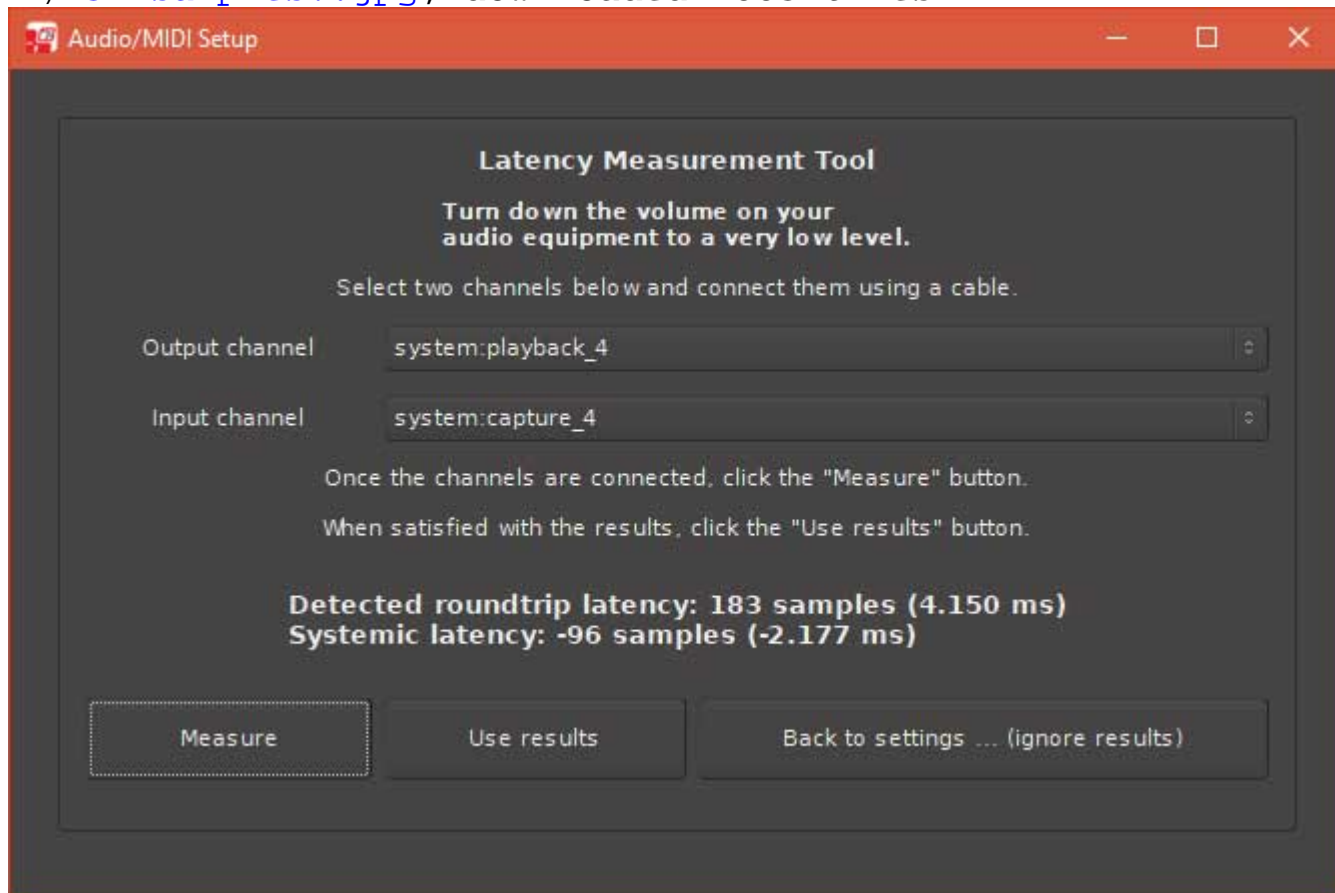 Audio/MIDI Setup
Latency Measurement Tool
Turn down the volume on your
audio equipment to a very low level.
Select two channels below and connect them using a cable.
Output channel system:playback_4
Input channel system:capture_4
Once the channels are connected, click the "Measure" button.
When satisfied with the results, click the "Use results" button.
Detected roundtrip latency: 183 samples (4.150 ms)
Systemic latency: -96 samples (-2.177 ms)
Measure Use results Back to settings ... (ignore results)